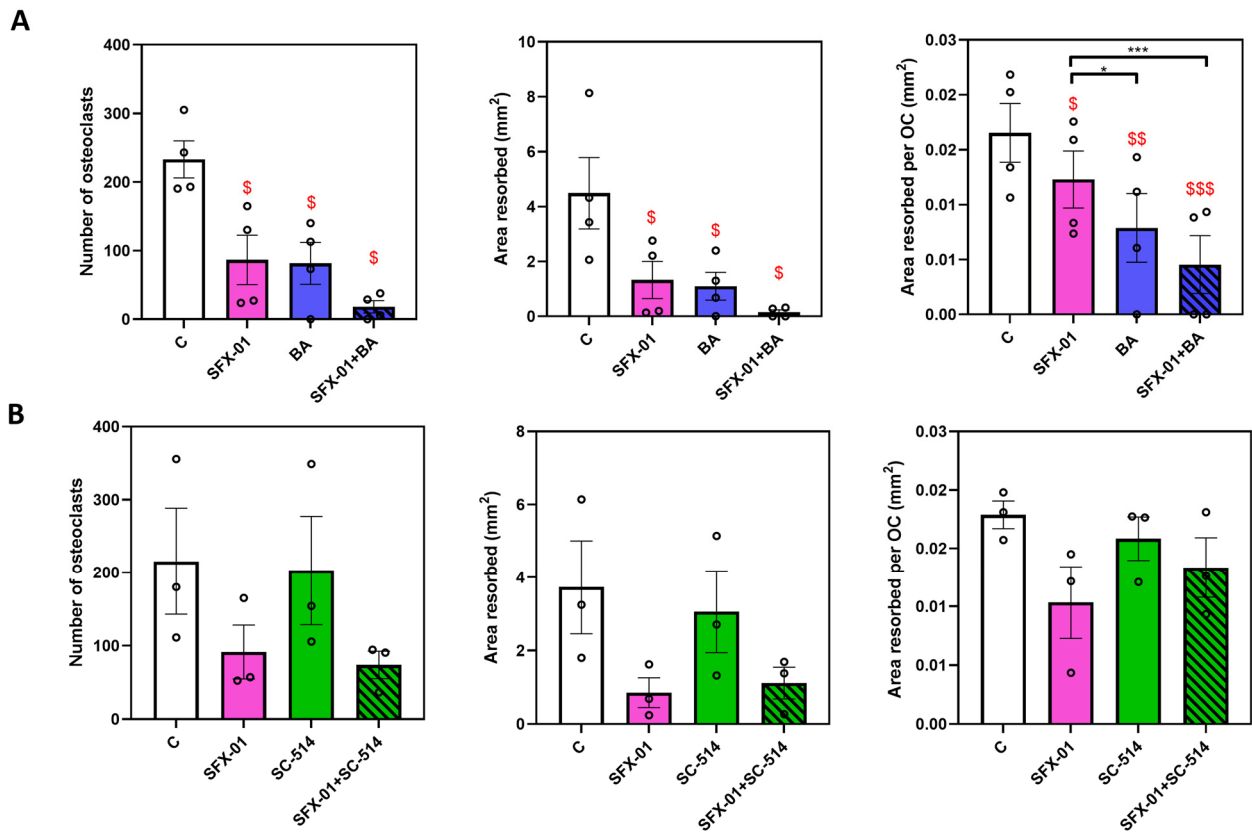 A
Number of osteoclasts
400
300
200
100
0
C
SFX-01
BA
SFX-01+BA
$
$
$
Area resorbed (mm²)
10
8
6
4
2
0
C
SFX-01
BA
SFX-01+BA
$
$
$
Area resorbed per OC (mm²)
0.03
0.02
0.02
0.01
0.01
0.00
C
SFX-01
BA
SFX-01+BA
***
*
$
$$
$$$
B
Number of osteoclasts
400
300
200
100
0
C
SFX-01
SC-514
SFX-01+SC-514
Area resorbed (mm²)
8
6
4
2
0
C
SFX-01
SC-514
SFX-01+SC-514
Area resorbed per OC (mm²)
0.03
0.02
0.02
0.01
0.01
0.00
C
SFX-01
SC-514
SFX-01+SC-514